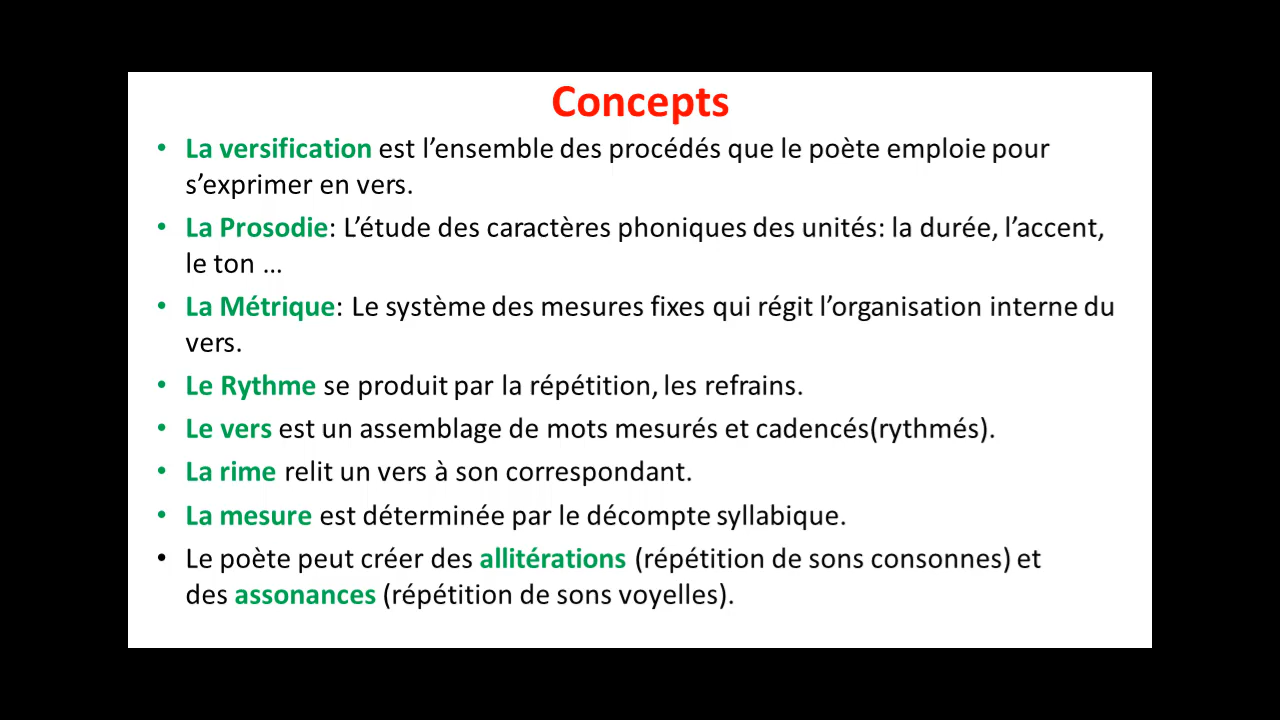 Concepts
• La versification est l’ensemble des procédés que le poète emploie pour
s’exprimer en vers.
• La Prosodie: L’étude des caractères phoniques des unités: la durée, l’accent,
le ton …
• La Métrique: Le système des mesures fixes qui régit l’organisation interne du
vers.
• Le Rythme se produit par la répétition, les refrains.
• Le vers est un assemblage de mots mesurés et cadencés(rythmés).
• La rime relit un vers à son correspondant.
• La mesure est déterminée par le décompte syllabique.
• Le poète peut créer des allitérations (répétition de sons consonnes) et
des assonances (répétition de sons voyelles).